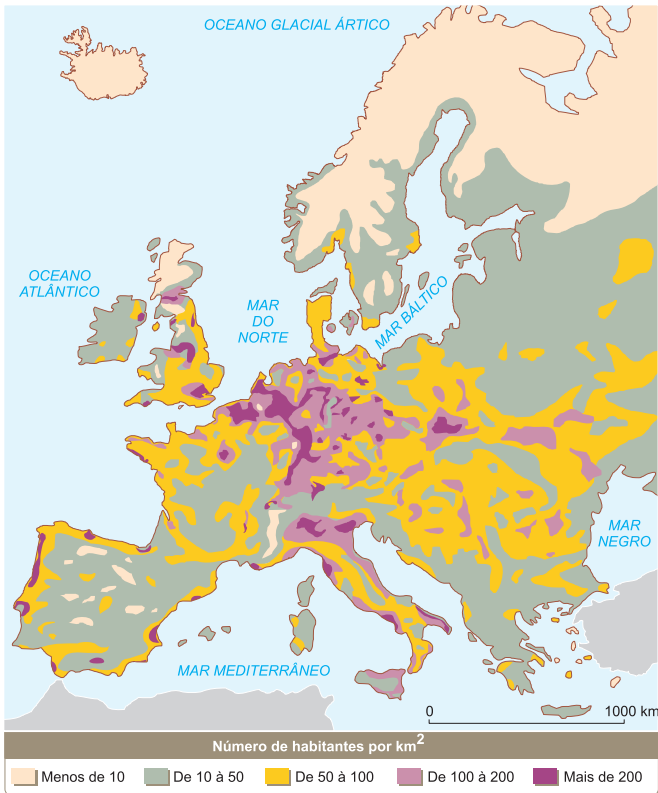 OCEANO GLACIAL ÁRTICO
OCEANO
ATLÂNTICO
MAR
DO
NORTE
MAR BÁLTICO
MAR
NEGRO
MAR MEDITERRÂNEO
0 1000 km
Número de habitantes por km²
Menos de 10 De 10 à 50 De 50 à 100 De 100 à 200 Mais de 200